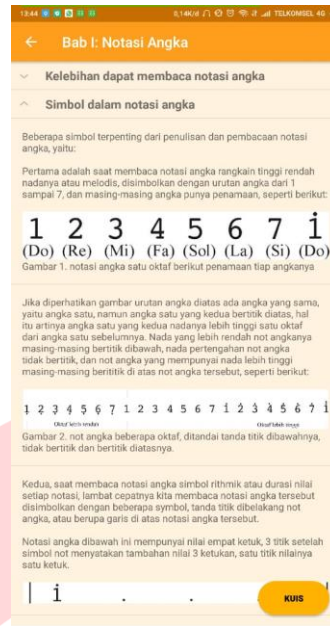 13:44
0,14K/d
TELKOMSEL 4G
Bab I: Notasi Angka
Kelebihan dapat membaca notasi angka
Simbol dalam notasi angka
Beberapa simbol terpenting dari penulisan dan pembacaan notasi
angka, yaitu:
Pertama adalah saat membaca notasi angka rangkain tinggi rendah
nadanya atau melodis, disimbolkan dengan urutan angka dari 1
sampai 7, dan masing-masing angka punya penamaan, seperti berikut:
1 2 3 4 5 6 7 i
(Do) (Re) (Mi) (Fa) (Sol) (La) (Si) (Do)
Gambar 1. notasi angka satu oktaf berikut penamaan tiap angkanya
Jika diperhatikan gambar urutan angka diatas ada angka yang sama,
yaitu angka satu, namun angka satu yang kedua bertitik diatas, hal
itu artinya angka satu yang kedua nadanya lebih tinggi satu oktaf
dari angka satu sebelumnya. Nada yang lebih rendah not angkanya
masing-masing bertitik dibawah, nada pertengahan not angka
tidak bertitik, dan not angka yang mempunyai nada lebih tinggi
masing-masing berititik di atas not angka tersebut, seperti berikut:
1̣ 2̣ 3̣ 4̣ 5̣ 6̣ 7̣ 1 2 3 4 5 6 7 1̇ 2̇ 3̇ 4̇ 5̇ 6̇ 7̇ i
Oktaf lebih rendah Oktaf lebih tinggi
Gambar 2. not angka beberapa oktaf, ditandai tanda titik dibawahnya,
tidak bertitik dan bertitik diatasnya.
Kedua, saat membaca notasi angka simbol rithmik atau durasi nilai
setiap notasi, lambat cepatnya kita membaca notasi angka tersebut
disimbolkan dengan beberapa symbol, tanda titik dibelakang not
angka, atau berupa garis di atas notasi angka tersebut.
Notasi angka dibawah ini mempunyai nilai empat ketuk, 3 titik setelah
simbol not menyatakan tambahan nilai 3 ketukan, satu titik nilainya
satu ketuk.
| i . .
KUIS